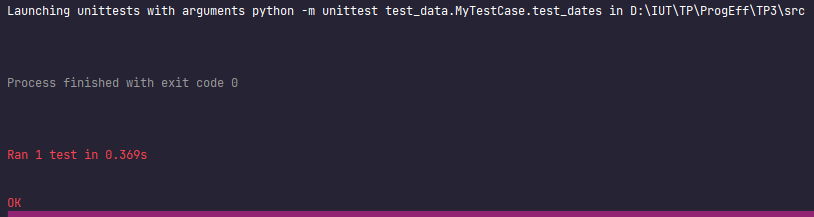 Launching unittests with arguments python -m unittest test_data.MyTestCase.test_dates in D:\IUT\TP\ProgEff\TP3\src
Process finished with exit code 0
Ran 1 test in 0.369s
OK